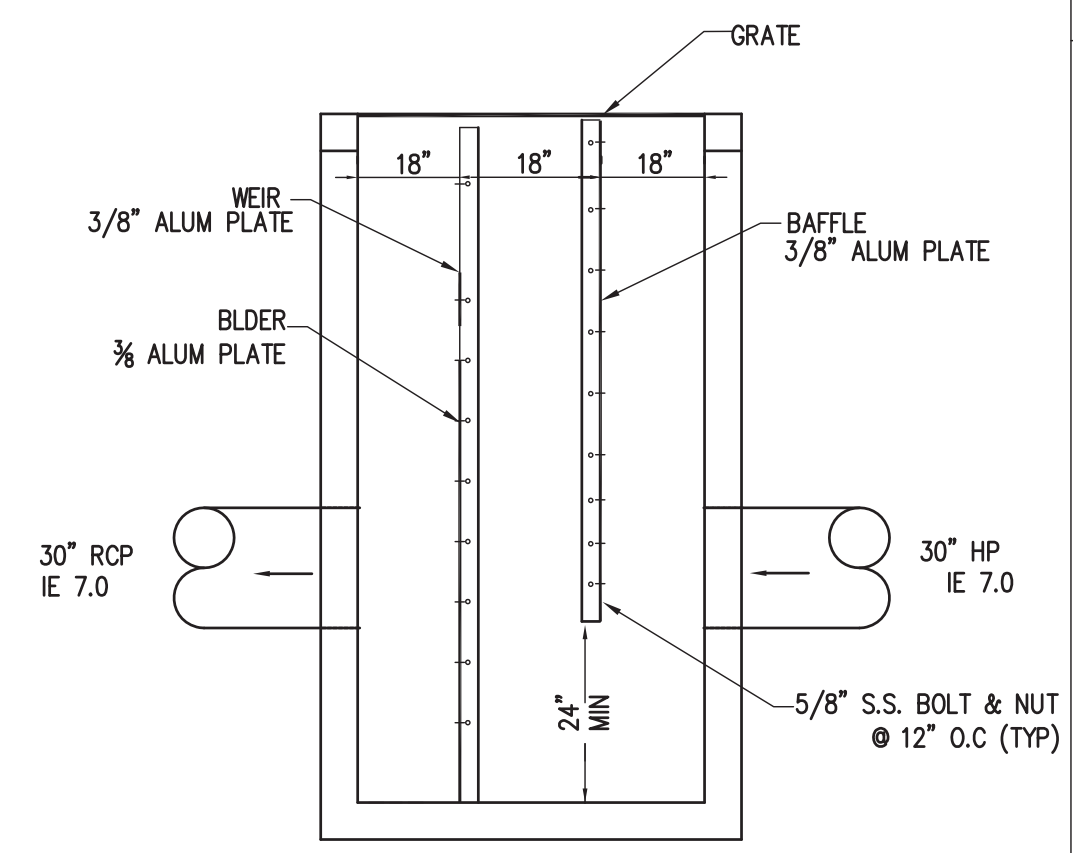 GRATE
18” 18” 18”
WEIR
3/8” ALUM PLATE
BAFFLE
3/8” ALUM PLATE
BLDER
⅜ ALUM PLATE
30” RCP
IE 7.0
30” HP
IE 7.0
24”
MIN
5/8” S.S. BOLT & NUT
@ 12” O.C (TYP)